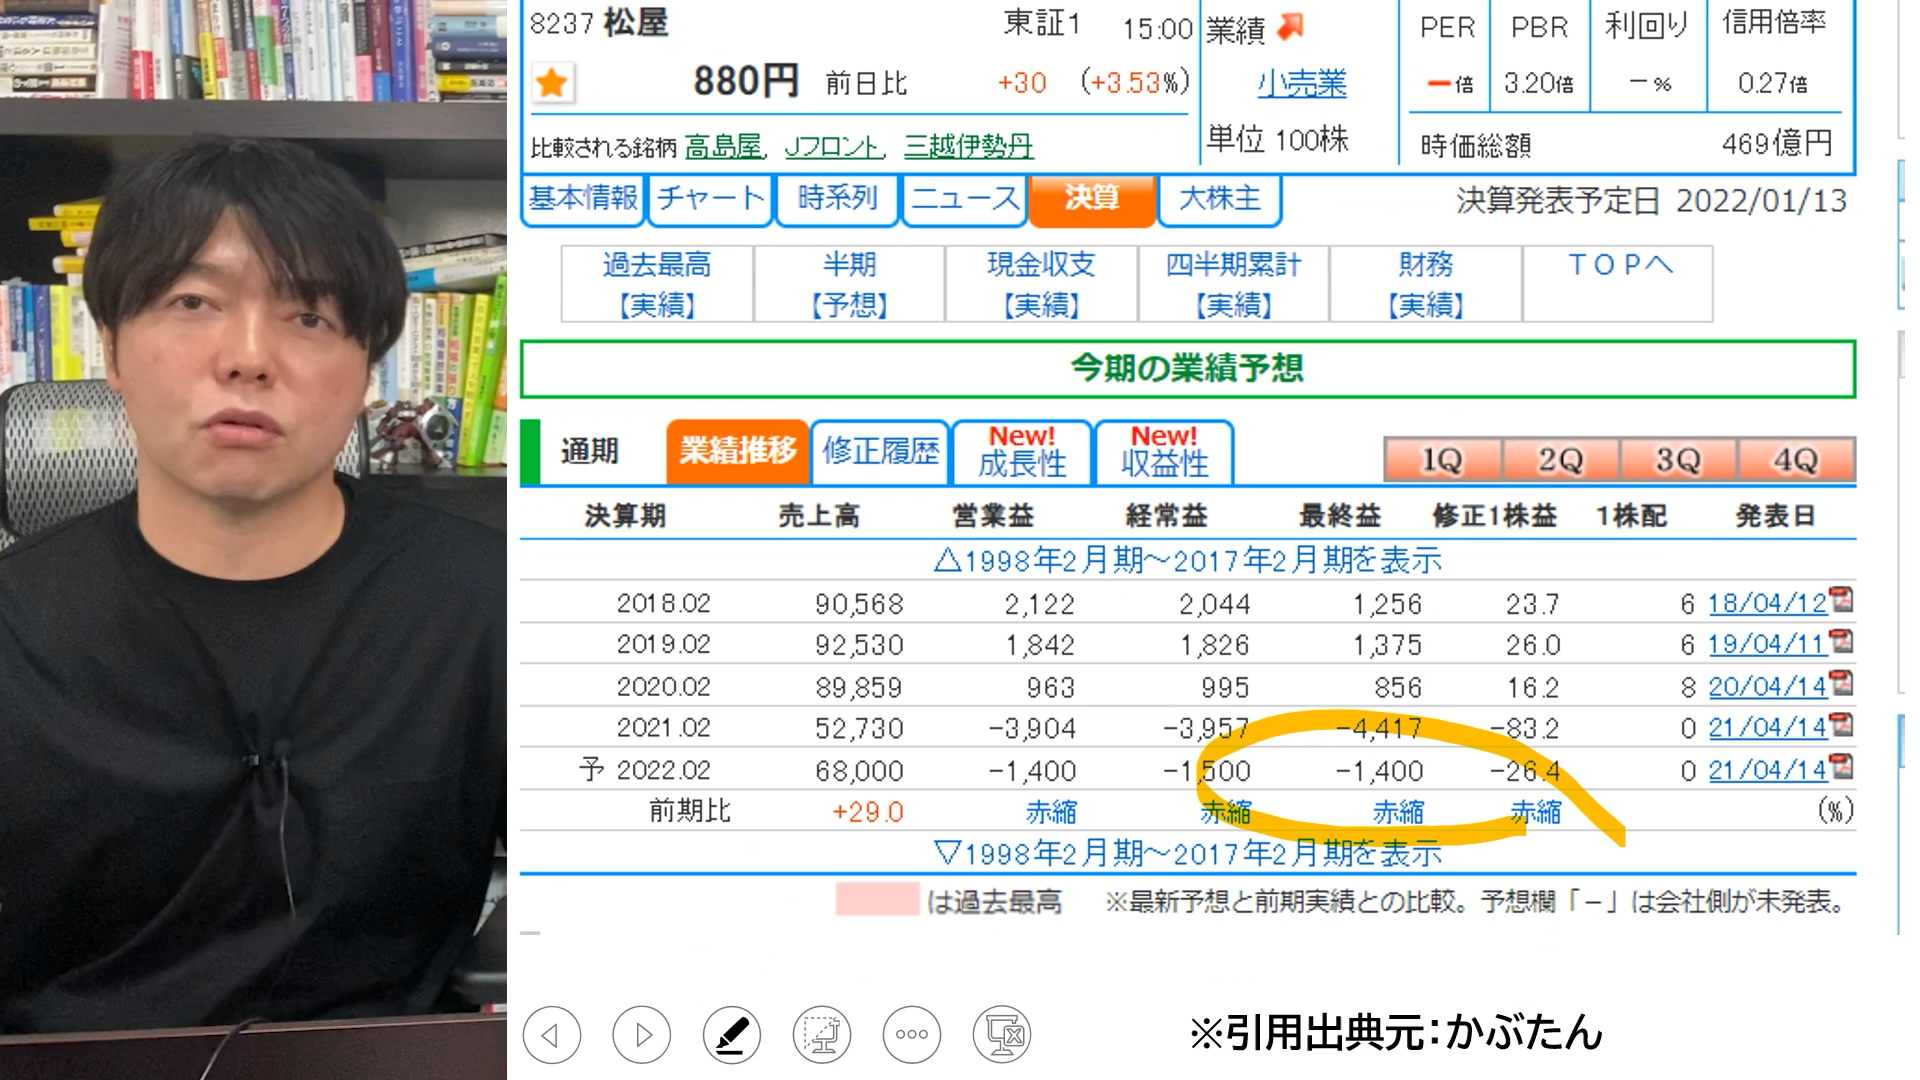 8237 松屋 東証1 15:00
880円 前日比 +30 (+3.53%)
比較される銘柄 高島屋, Jフロント, 三越伊勢丹
業績
小売業
単位 100株
PER PBR 利回り 信用倍率
ー倍 3.20倍 ー% 0.27倍
時価総額 469億円
基本情報 チャート 時系列 ニュース 決算 大株主 決算発表予定日 2022/01/13
過去最高 半期 現金収支 四半期累計 財務 TOPへ
【実績】 【予想】 【実績】 【実績】 【実績】
今期の業績予想
通期 業績推移 修正履歴 New! 成長性 New! 収益性 1Q 2Q 3Q 4Q
決算期 売上高 営業益 経常益 最終益 修正1株益 1株配 発表日
△1998年2月期～2017年2月期を表示
2018.02 90,568 2,122 2,044 1,256 23.7 6 18/04/12
2019.02 92,530 1,842 1,826 1,375 26.0 6 19/04/11
2020.02 89,859 963 995 856 16.2 8 20/04/14
2021.02 52,730 -3,904 -3,957 -4,417 -83.2 0 21/04/14
予 2022.02 68,000 -1,400 -1,500 -1,400 -26.4 0 21/04/14
前期比 +29.0 赤縮 赤縮 赤縮 赤縮 (%)
▽1998年2月期～2017年2月期を表示
は過去最高 ※最新予想と前期実績との比較。予想欄「－」は会社側が未発表。
※引用出典元：かぶたん